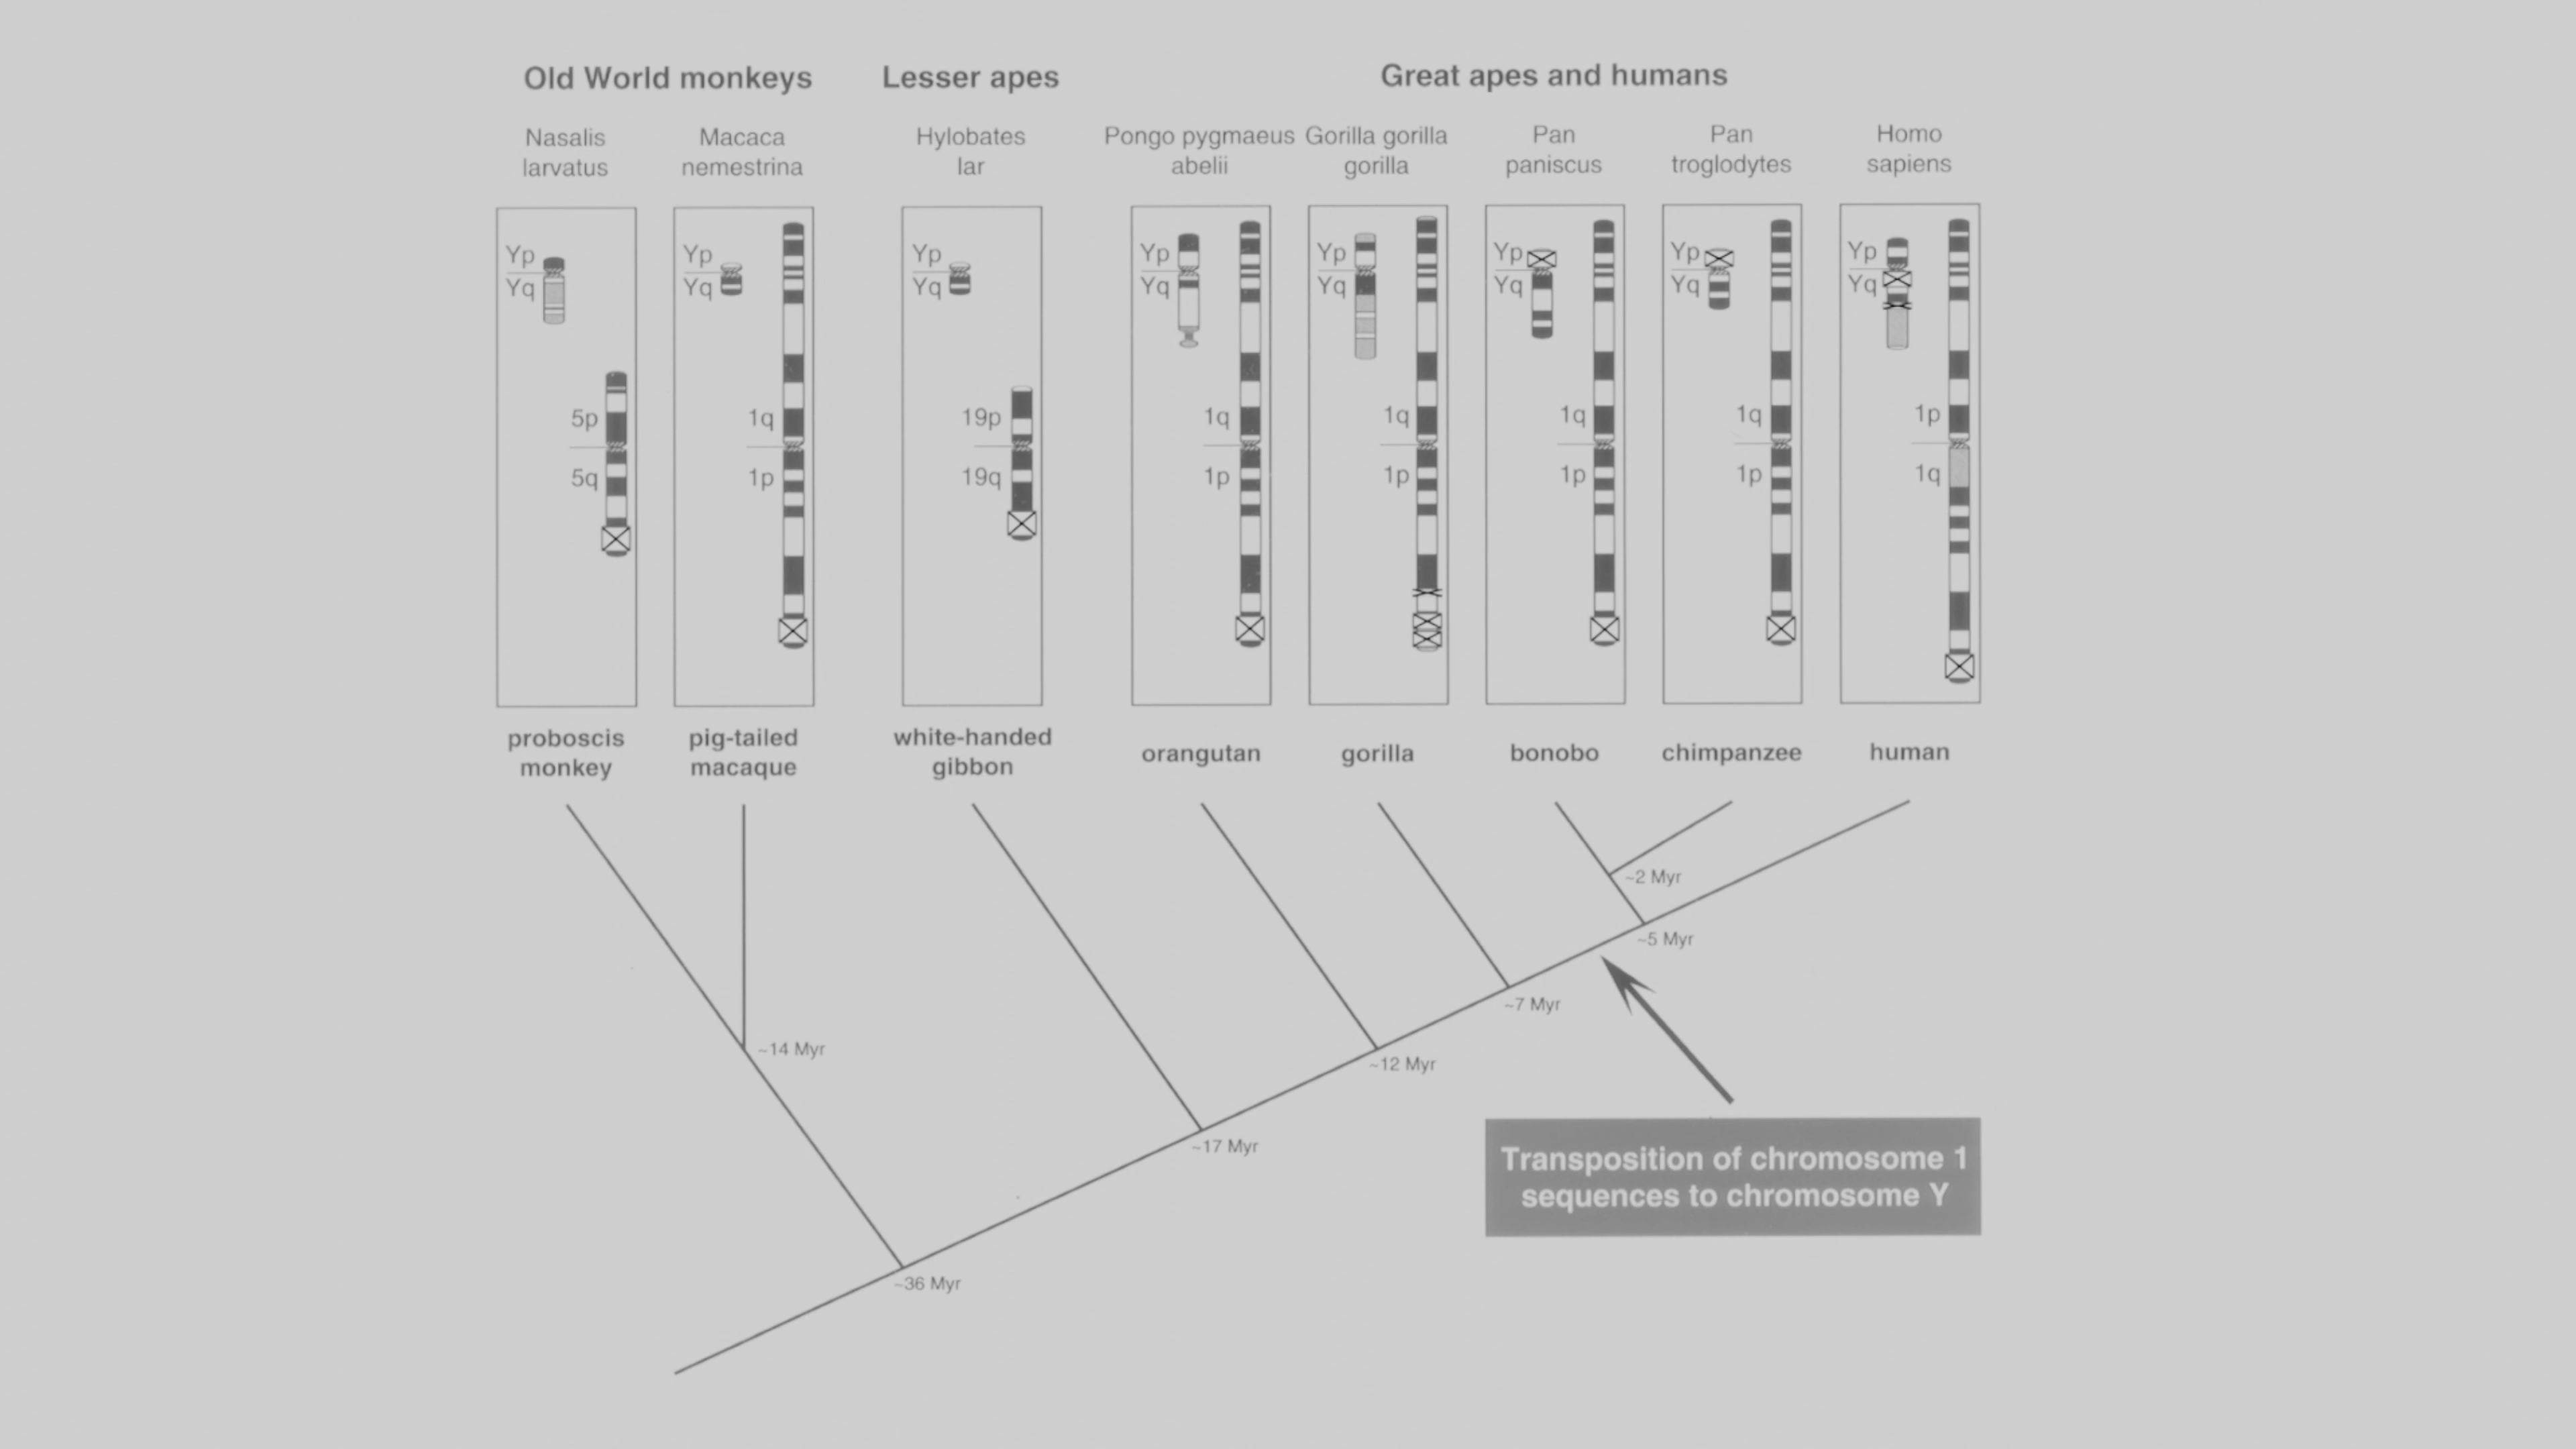 Old World monkeys
Lesser apes
Great apes and humans
Nasalis
larvatus
Macaca
nemestrina
Hylobates
lar
Pongo pygmaeus
abelii
Gorilla gorilla
gorilla
Pan
paniscus
Pan
troglodytes
Homo
sapiens
Yp
Yq
5p
5q
Yp
Yq
1q
1p
Yp
Yq
19p
19q
Yp
Yq
1q
1p
Yp
Yq
1q
1p
Yp
Yq
1q
1p
Yp
Yq
1q
1p
Yp
Yq
1p
1q
proboscis
monkey
pig-tailed
macaque
white-handed
gibbon
orangutan
gorilla
bonobo
chimpanzee
human
~2 Myr
~5 Myr
~7 Myr
~14 Myr
~12 Myr
~17 Myr
~36 Myr
Transposition of chromosome 1
sequences to chromosome Y